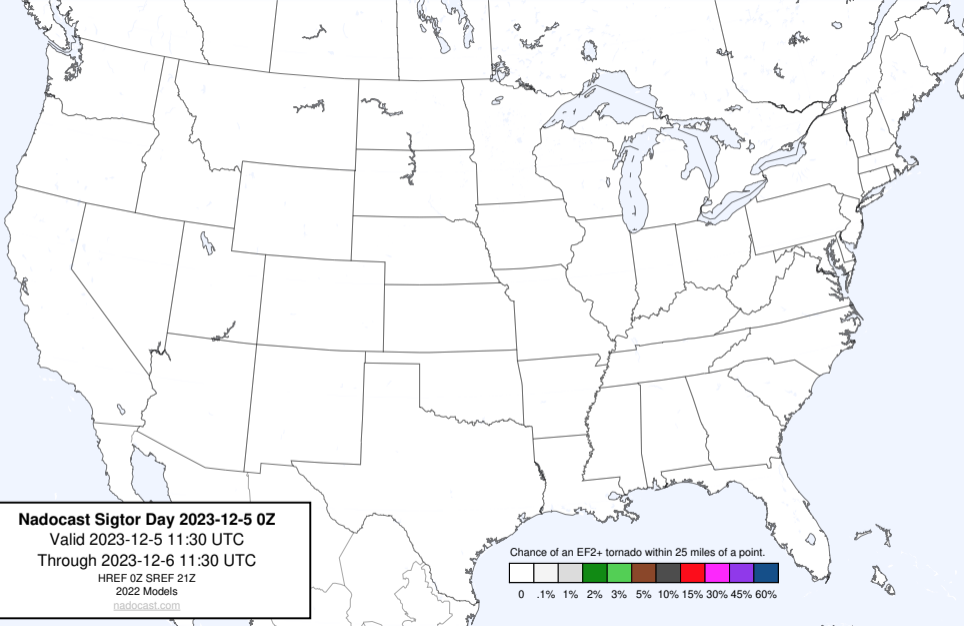 Nadocast Sigtor Day 2023-12-5 0Z
Valid 2023-12-5 11:30 UTC
Through 2023-12-6 11:30 UTC
HREF 0Z SREF 21Z
2022 Models
nadocast.com
Chance of an EF2+ tornado within 25 miles of a point.
0 .1% 1% 2% 3% 5% 10% 15% 30% 45% 60%